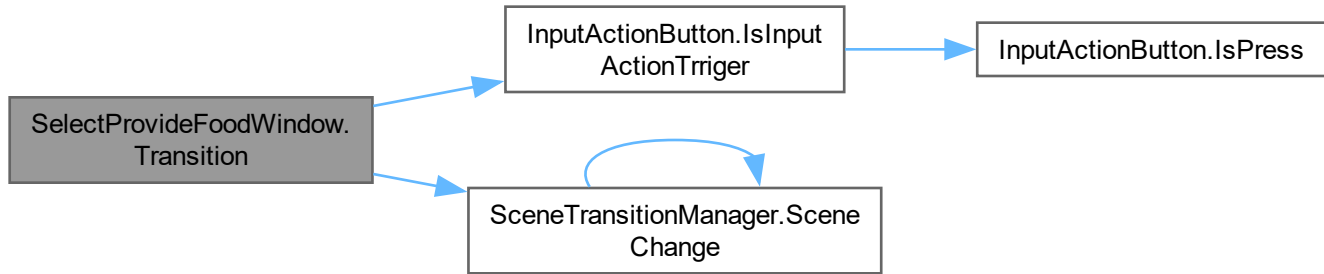 InputActionButton.IsInput
ActionTrriger
InputActionButton.IsPress
SelectProvideFoodWindow.
Transition
SceneTransitionManager.Scene
Change